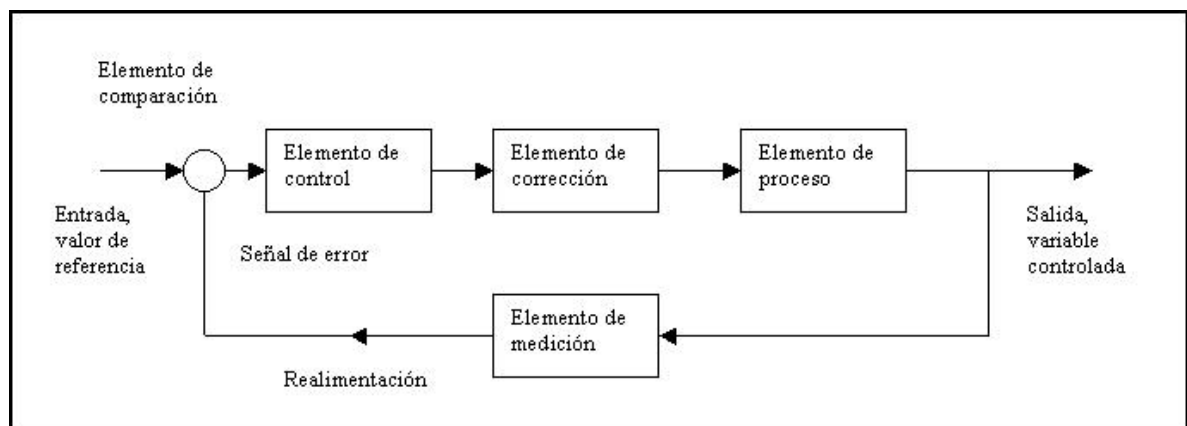 Elemento de
comparación
Elemento de
control
Elemento de
corrección
Elemento de
proceso
Entrada,
valor de
referencia
Señal de error
Salida,
variable
controlada
Elemento de
medición
Realimentación